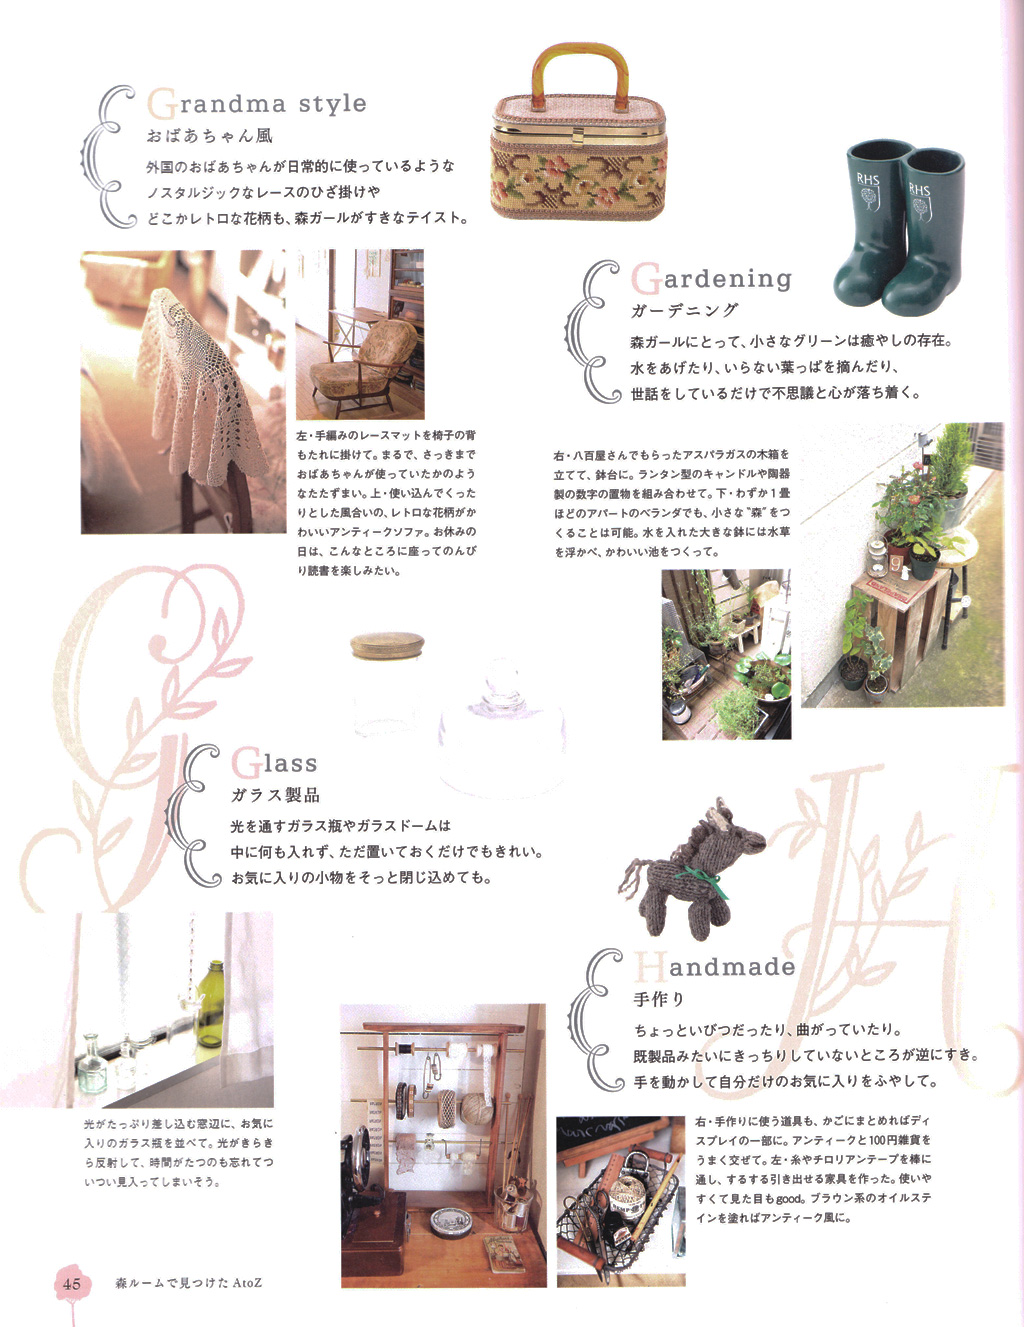 Grandma style
おばあちゃん風
外国のおばあちゃんが日常的に使っているような
ノスタルジックなレースのひざ掛けや
どこかレトロな花柄も、森ガールがすきなテイスト。
左・手編みのレースマットを椅子の背
もたれに掛けて。まるで、さっきまで
おばあちゃんが使っていたかのよう
なたたずまい。上・使い込んでくった
りとした風合いの、レトロな花柄がか
わいいアンティークソファ。お休みの
日は、こんなところに座ってのんび
り読書を楽しみたい。
RHS
RHS
Gardening
ガーデニング
森ガールにとって、小さなグリーンは癒やしの存在。
水をあげたり、いらない葉っぱを摘んだり、
世話をしているだけで不思議と心が落ち着く。
右・八百屋さんでもらったアスパラガスの木箱を
立てて、鉢台に。ランタン型のキャンドルや陶器
製の数字の置物を組み合わせて。下・わずか1畳
ほどのアパートのベランダでも、小さな“森”をつ
くることは可能。水を入れた大きな鉢には水草
を浮かべ、かわいい池をつくって。
9
G
Glass
ガラス製品
光を通すガラス瓶やガラスドームは
中に何も入れず、ただ置いておくだけでもきれい。
お気に入りの小物をそっと閉じ込めても。
光がたっぷり差し込む窓辺に、お気に
入りのガラス瓶を並べて。光がきらき
ら反射して、時間がたつのも忘れてつ
いつい見入ってしまいそう。
H
Handmade
手作り
ちょっといびつだったり、曲がっていたり。
既製品みたいにきっちりしていないところが逆にすき。
手を動かして自分だけのお気に入りをふやして。
右・手作りに使う道具も、かごにまとめればディ
スプレイの一部に。アンティークと100円雑貨を
うまく交ぜて。左・糸やチロリアンテープを棒に
通し、するする引き出せる家具を作った。使いや
すくて見た目もgood。ブラウン系のオイルステ
インを塗ればアンティーク風に。
HEMP
45
森ルームで見つけた AtoZ